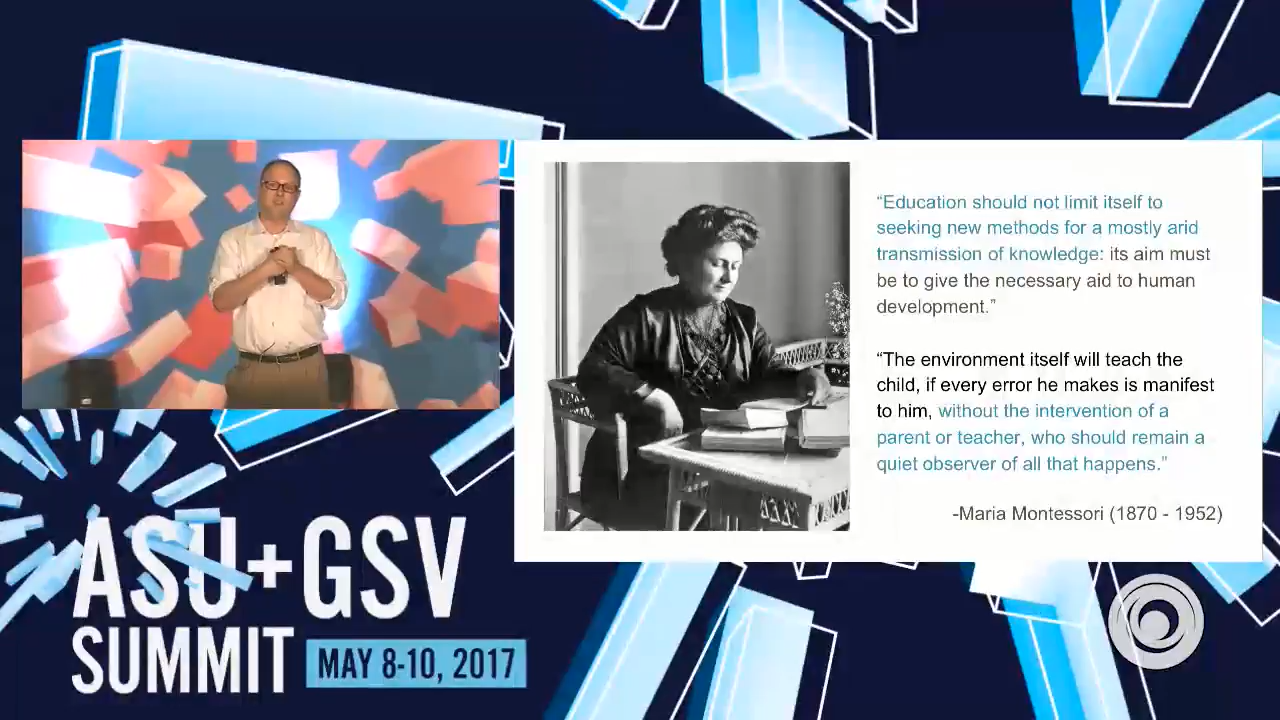 “Education should not limit itself to
seeking new methods for a mostly arid
transmission of knowledge: its aim must
be to give the necessary aid to human
development.”
“The environment itself will teach the
child, if every error he makes is manifest
to him, without the intervention of a
parent or teacher, who should remain a
quiet observer of all that happens.”
-Maria Montessori (1870 - 1952)
ASU+GSV
SUMMIT
MAY 8-10, 2017